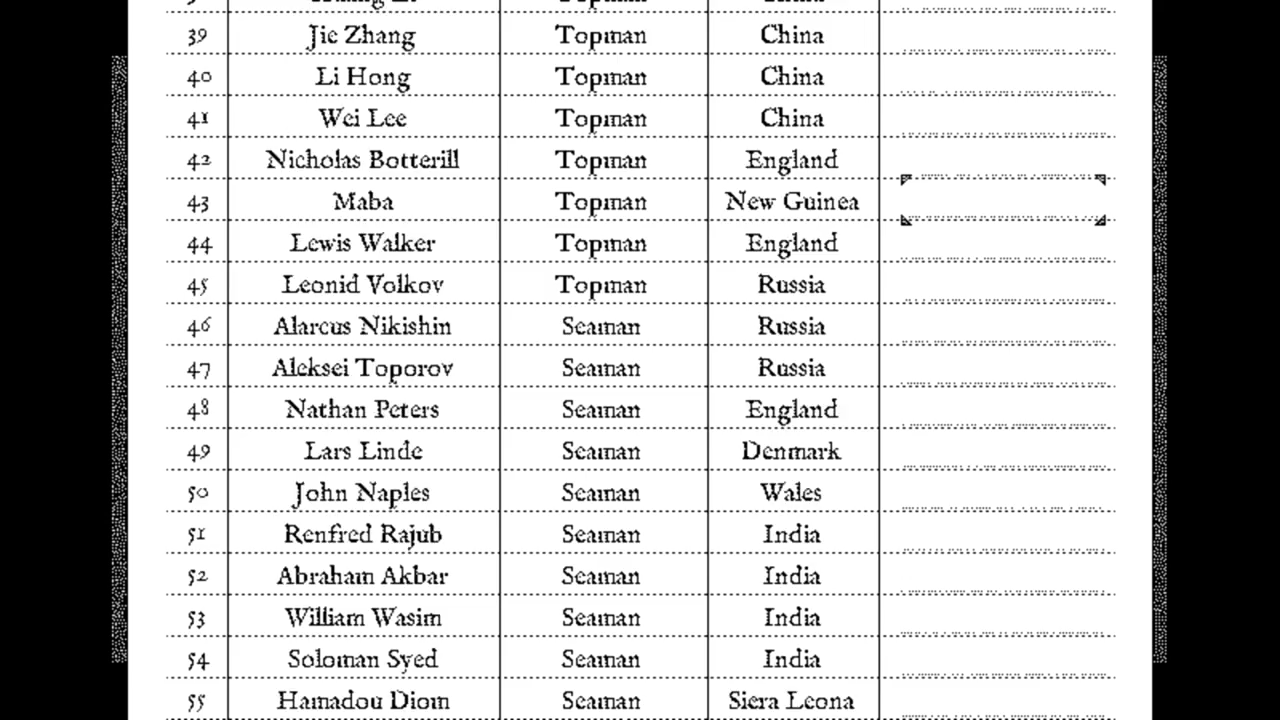 39 Jie Zhang Topman China
40 Li Hong Topman China
41 Wei Lee Topman China
42 Nicholas Botterill Topman England
43 Maba Topman New Guinea
44 Lewis Walker Topman England
45 Leonid Volkov Topman Russia
46 Alarcus Nikishin Seaman Russia
47 Aleksei Toporov Seaman Russia
48 Nathan Peters Seaman England
49 Lars Linde Seaman Denmark
50 John Naples Seaman Wales
51 Renfred Rajub Seaman India
52 Abraham Akbar Seaman India
53 William Wasim Seaman India
54 Soloman Syed Seaman India
55 Hamadou Diom Seaman Siera Leona